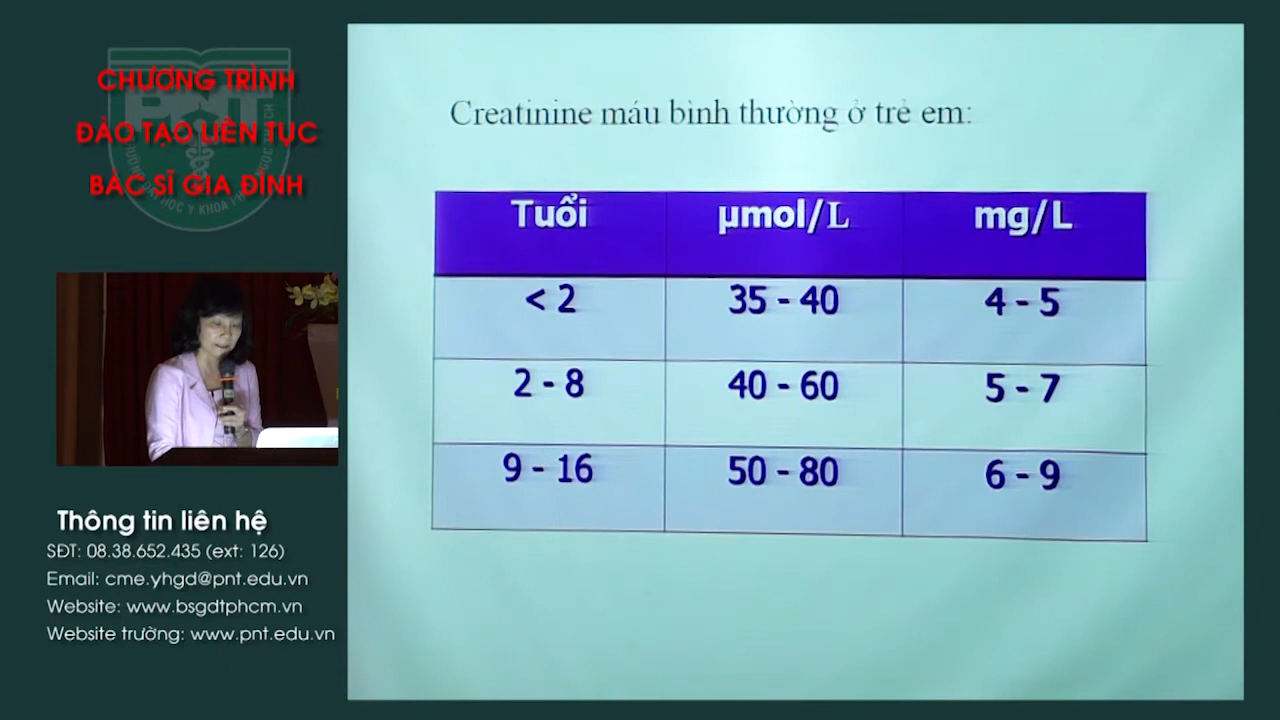 CHƯƠNG TRÌNH
ĐÀO TẠO LIÊN TỤC
BÁC SĨ GIA ĐÌNH
PNT
Thông tin liên hệ
SĐT: 08.38.652.435 (ext: 126)
Email: cme.yhgd@pnt.edu.vn
Website: www.bsgdtphcm.vn
Website trường: www.pnt.edu.vn
Creatinine máu bình thường ở trẻ em:
Tuổi µmol/L mg/L
< 2 35 - 40 4 - 5
2 - 8 40 - 60 5 - 7
9 - 16 50 - 80 6 - 9